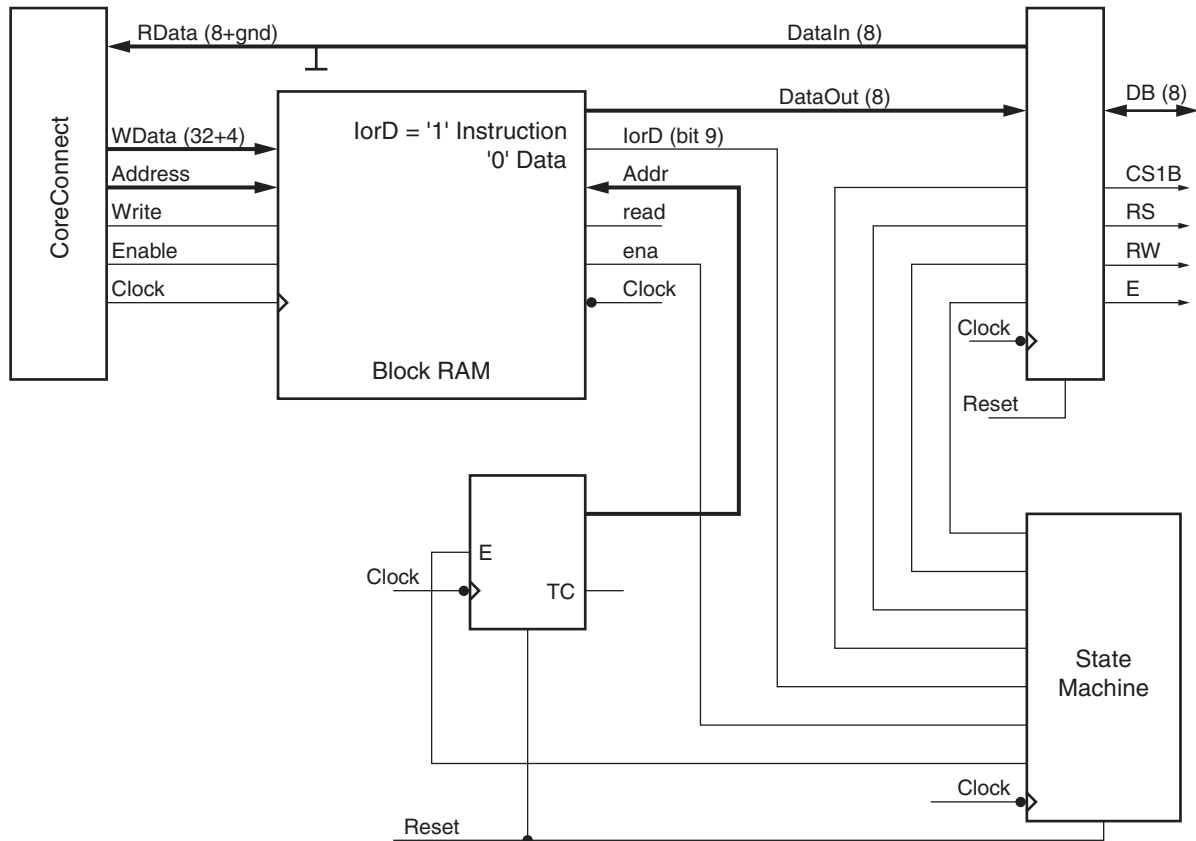 RData (8+gnd)
DataIn (8)
CoreConnect
WData (32+4)
Address
Write
Enable
Clock
IorD = '1' Instruction
'0' Data
Block RAM
DataOut (8)
IorD (bit 9)
Addr
read
ena
Clock
DB (8)
CS1B
RS
RW
E
Clock
Reset
E
Clock
TC
State
Machine
Clock
Reset